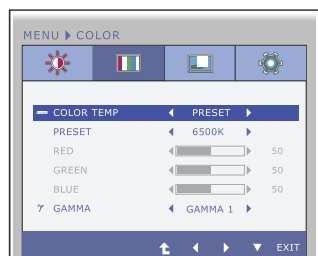 MENU COLOR
COLOR TEMP PRESET
PRESET 6500K
RED 50
GREEN 50
BLUE 50
γ GAMMA GAMMA 1
EXIT